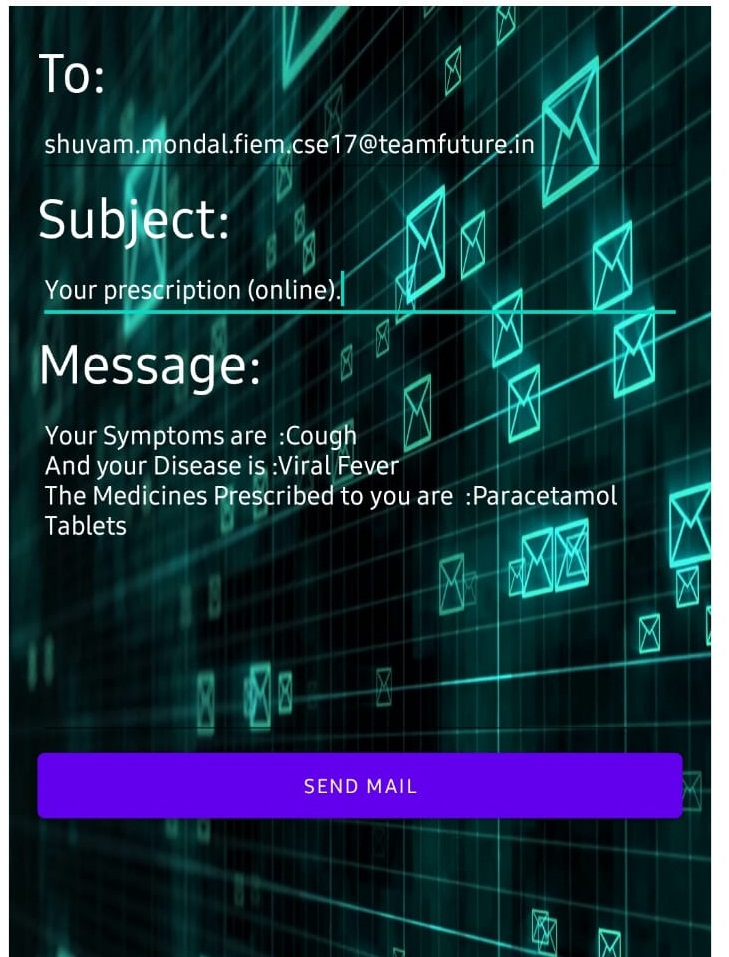 To:
shuvam.mondal.fiem.cse17@teamfuture.in
Subject:
Your prescription (online).
Message:
Your Symptoms are  :Cough
And your Disease is :Viral Fever
The Medicines Prescribed to you are  :Paracetamol
Tablets
SEND MAIL